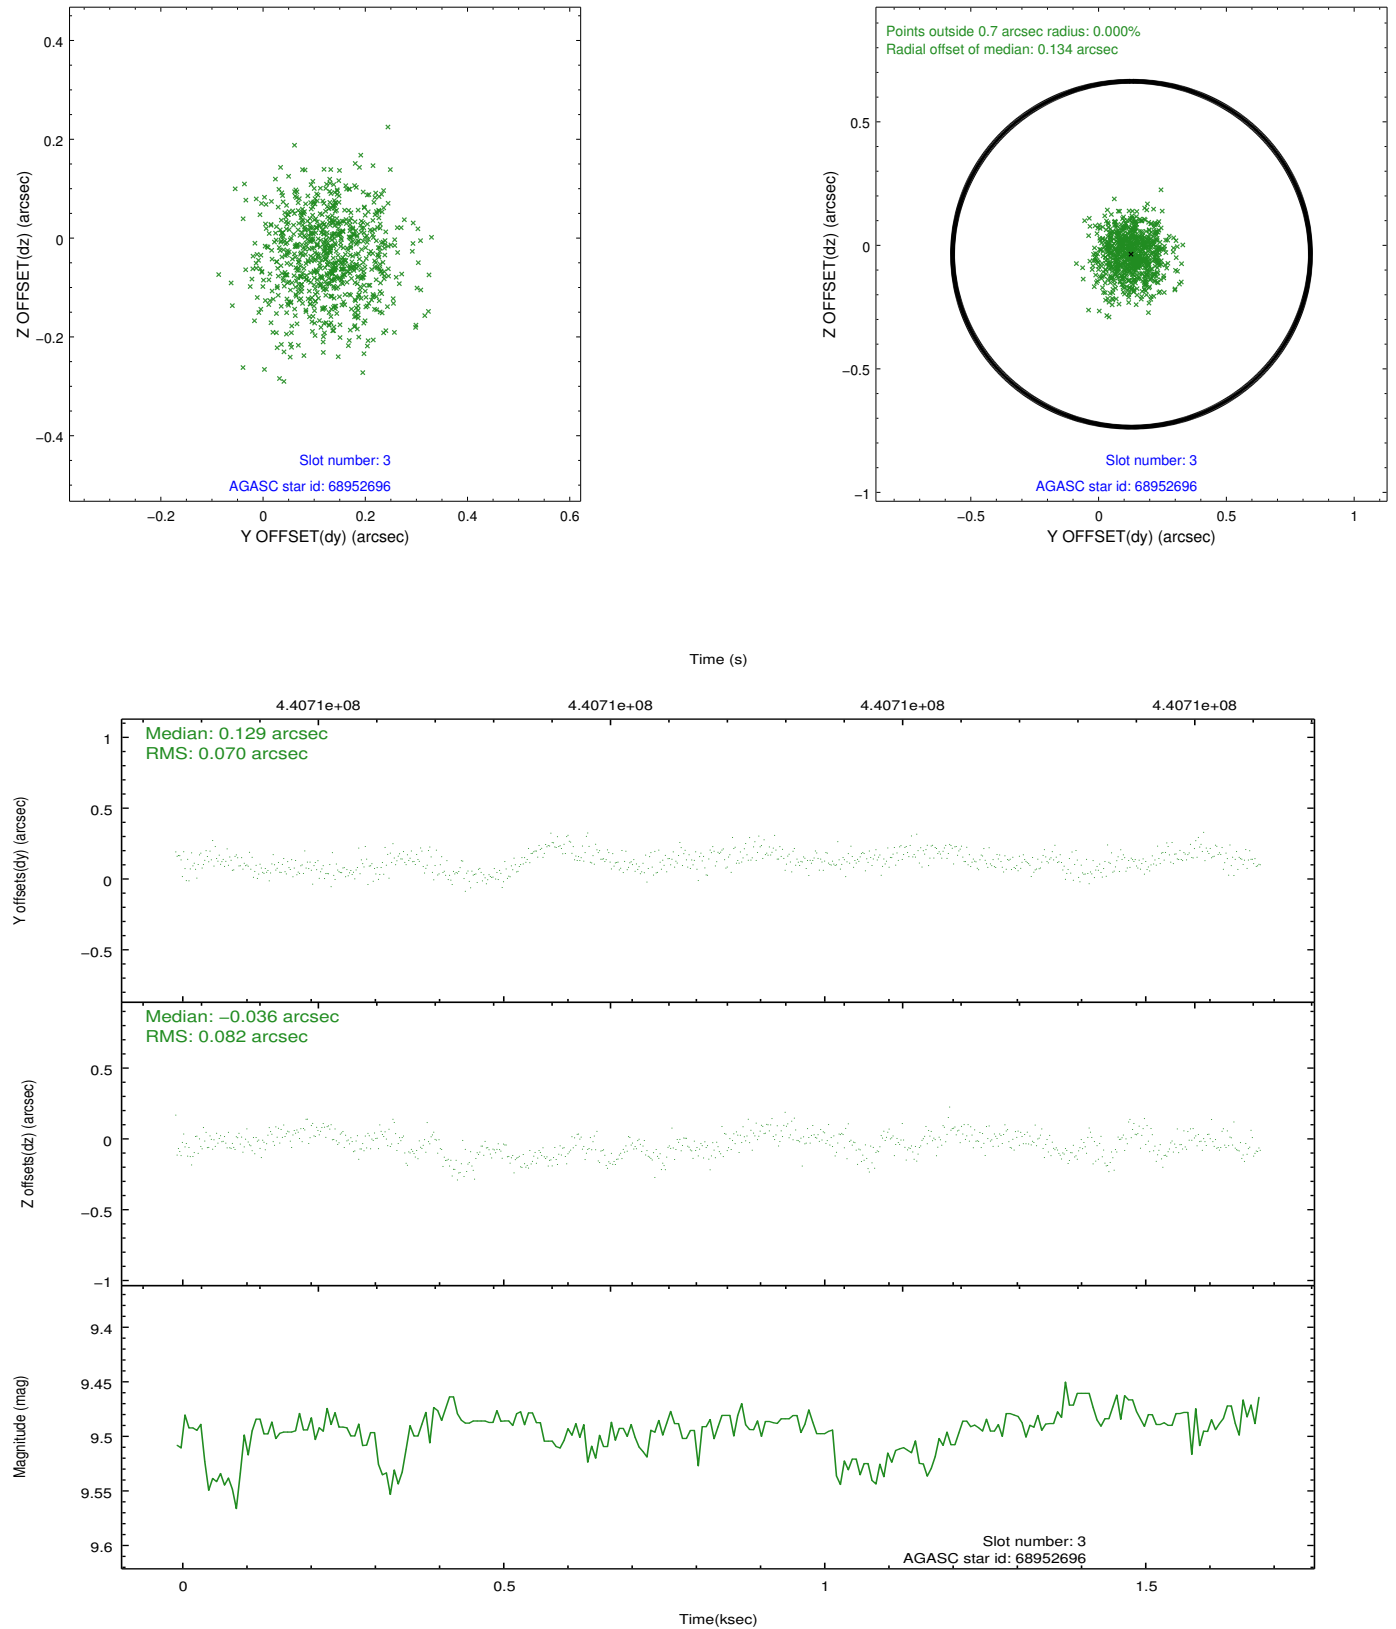 0.4
0.2
0
−0.2
−0.4
Z OFFSET(dz) (arcsec)
Slot number: 3
AGASC star id: 68952696
−0.2 0 0.2 0.4 0.6
Y OFFSET(dy) (arcsec)
Points outside 0.7 arcsec radius: 0.000%
Radial offset of median: 0.134 arcsec
0.5
0
−0.5
−1
Z OFFSET(dz) (arcsec)
Slot number: 3
AGASC star id: 68952696
−0.5 0 0.5 1
Y OFFSET(dy) (arcsec)
Time (s)
4.4071e+08 4.4071e+08 4.4071e+08 4.4071e+08
Median: 0.129 arcsec
RMS: 0.070 arcsec
1
0.5
0
−0.5
Y offsets(dy) (arcsec)
Median: −0.036 arcsec
RMS: 0.082 arcsec
0.5
0
−0.5
−1
Z offsets(dz) (arcsec)
9.4
9.45
9.5
9.55
9.6
Magnitude (mag)
Slot number: 3
AGASC star id: 68952696
0 0.5 1 1.5
Time(ksec)